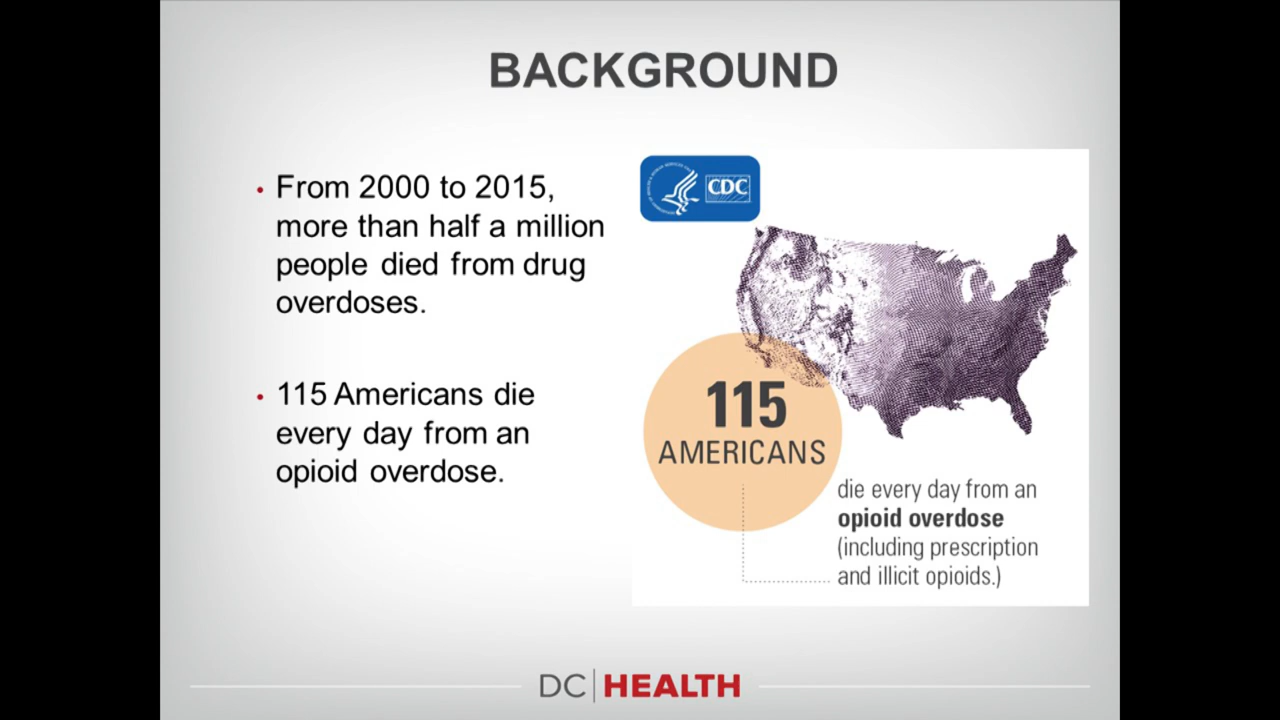 BACKGROUND
• From 2000 to 2015,
more than half a million
people died from drug
overdoses.
• 115 Americans die
every day from an
opioid overdose.
CDC
115
AMERICANS
die every day from an
opioid overdose
(including prescription
and illicit opioids.)
DC|HEALTH